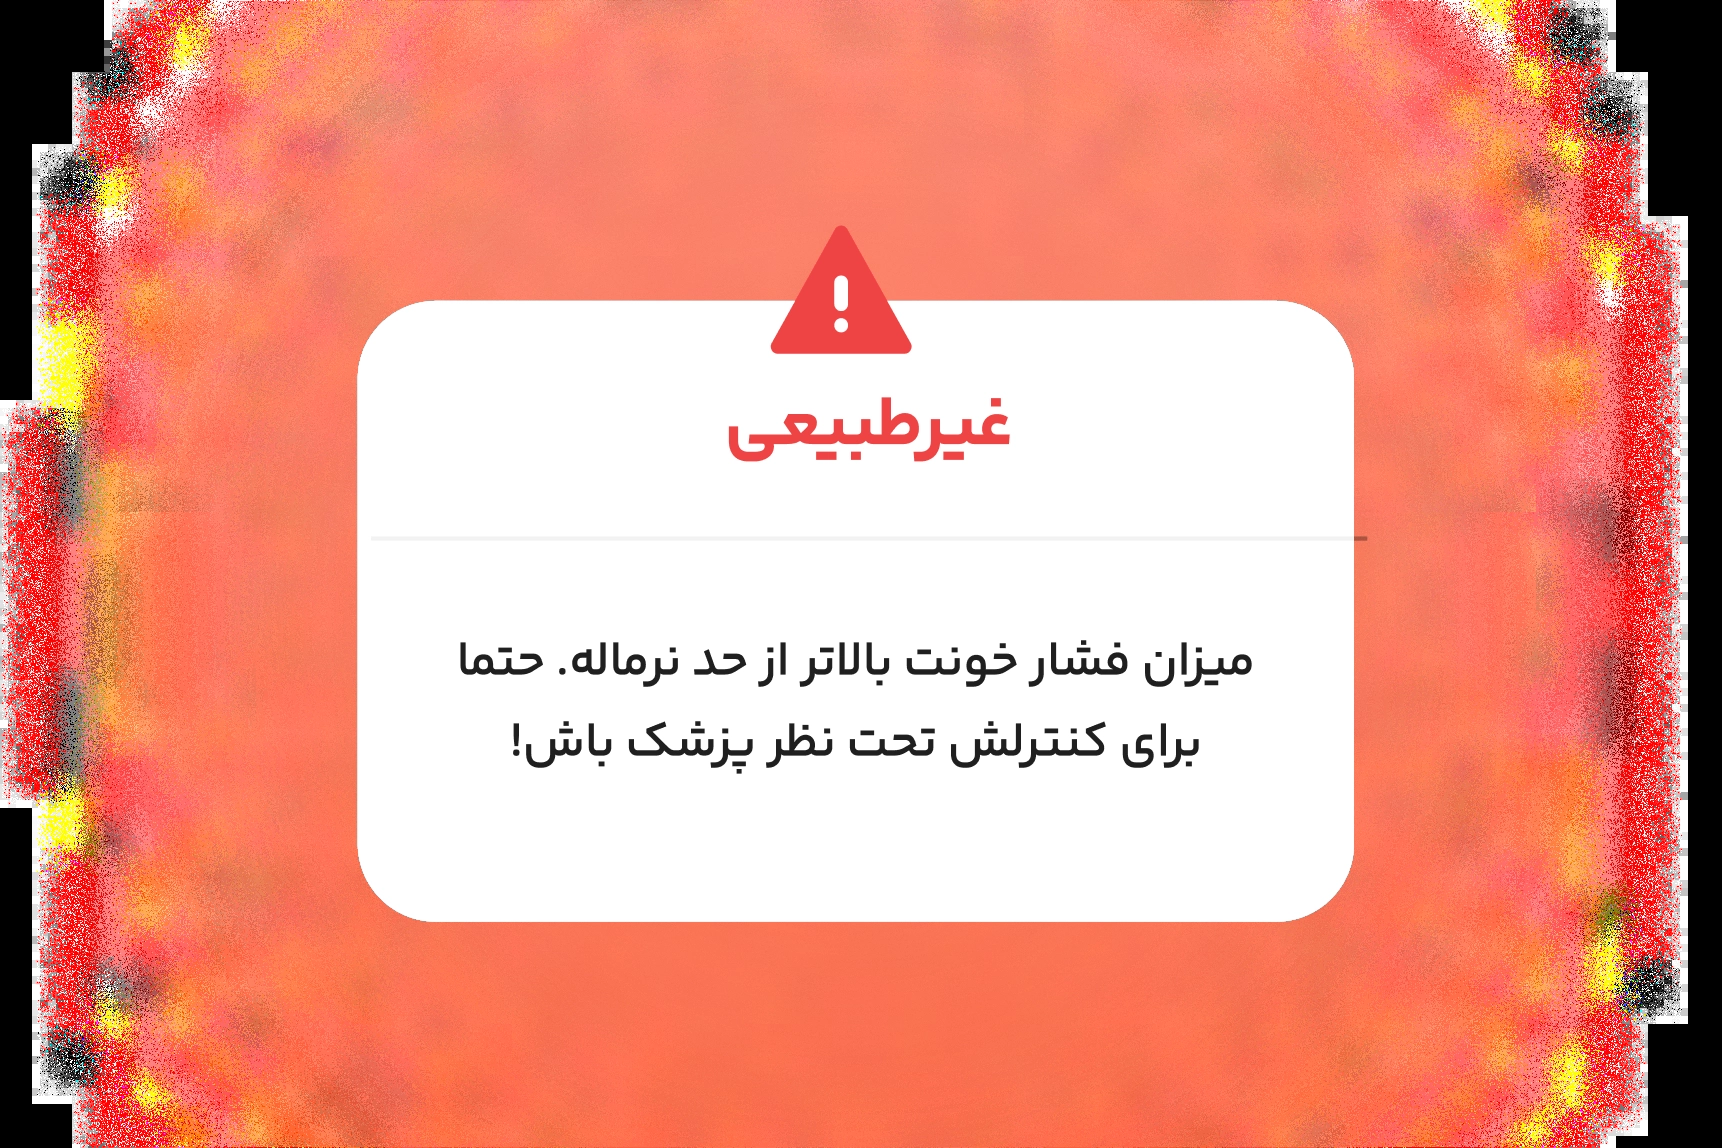 غیرطبیعی
میزان فشار خونت بالاتر از حد نرماله. حتما
برای کنترلش تحت نظر پزشک باش!